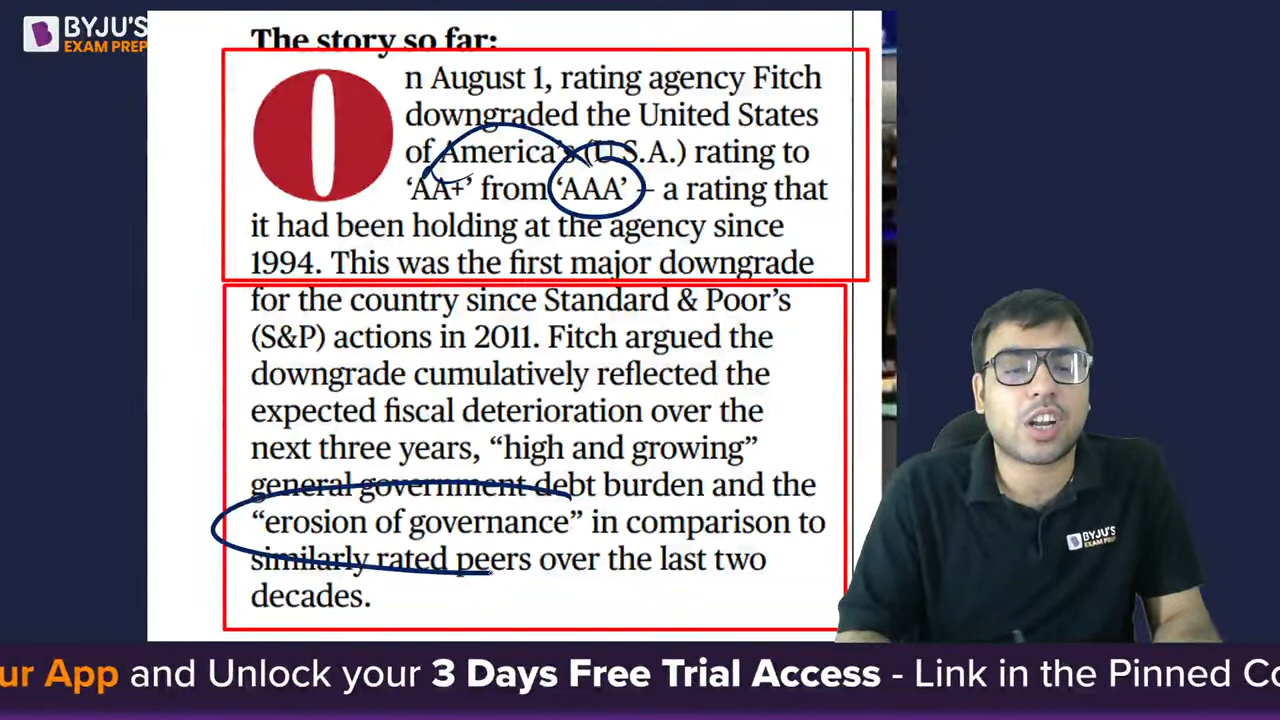 BYJU'S
EXAM PREP
The story so far:
On August 1, rating agency Fitch
downgraded the United States
of America's (U.S.A.) rating to
‘AA+’ from ‘AAA’ — a rating that
it had been holding at the agency since
1994. This was the first major downgrade
for the country since Standard & Poor's
(S&P) actions in 2011. Fitch argued the
downgrade cumulatively reflected the
expected fiscal deterioration over the
next three years, “high and growing”
general government debt burden and the
“erosion of governance” in comparison to
similarly rated peers over the last two
decades.
BYJU'S
EXAM PREP
ur App and Unlock your 3 Days Free Trial Access - Link in the Pinned Co